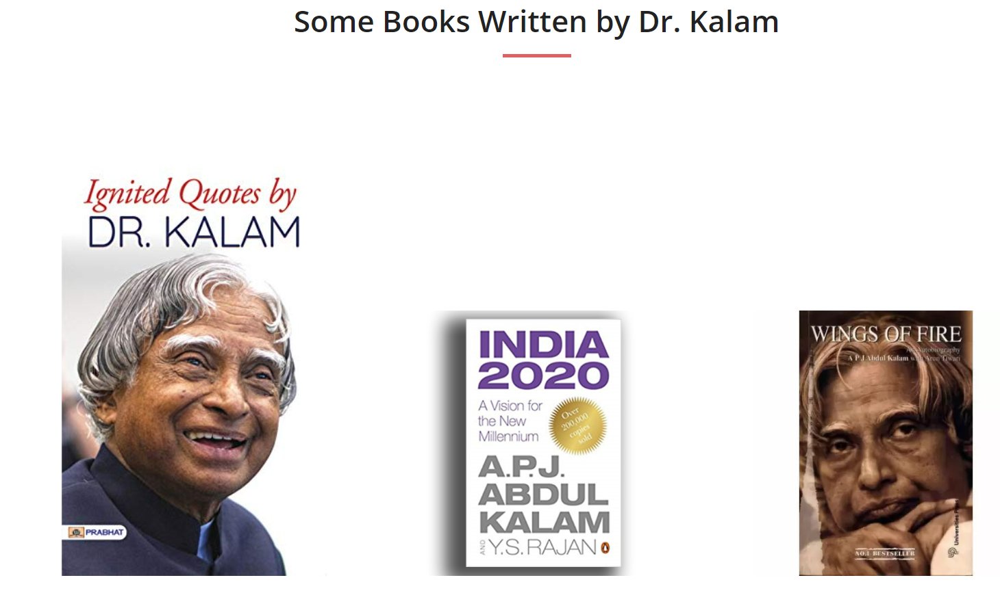 Some Books Written by Dr. Kalam
Ignited Quotes by
DR. KALAM
PRABHAT
INDIA
2020
A Vision for
the New
Millennium
Over
200,000
copies
sold
A.P.J.
ABDUL
KALAM
AND Y.S. RAJAN
WINGS OF FIRE
An Autobiography
A P J Abdul Kalam with Arun Tiwari
NO.1 BESTSELLER
Universities Press